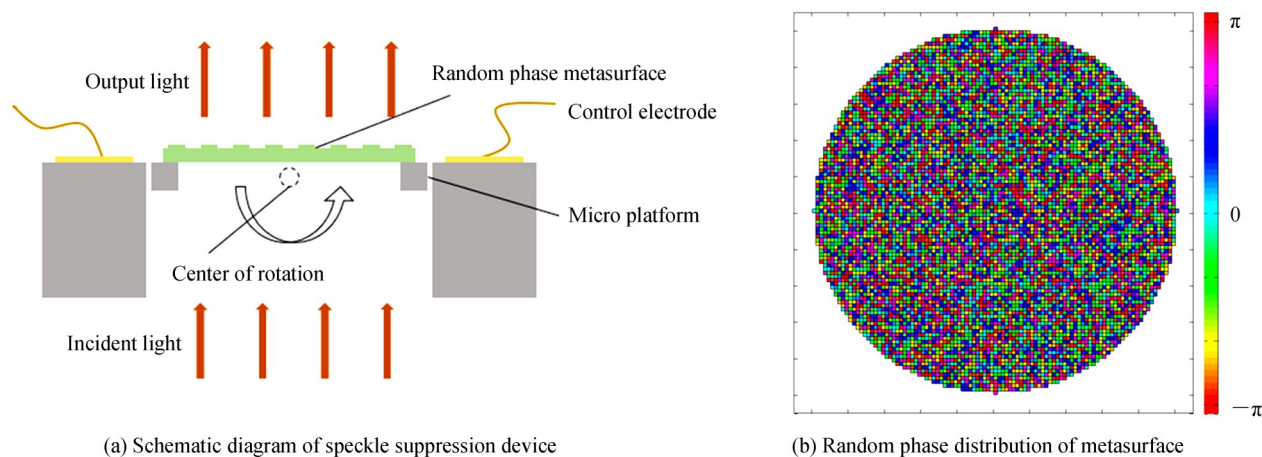 Output light
Random phase metasurface
Control electrode
Micro platform
Center of rotation
Incident light
(a) Schematic diagram of speckle suppression device
π
0
—π
(b) Random phase distribution of metasurface